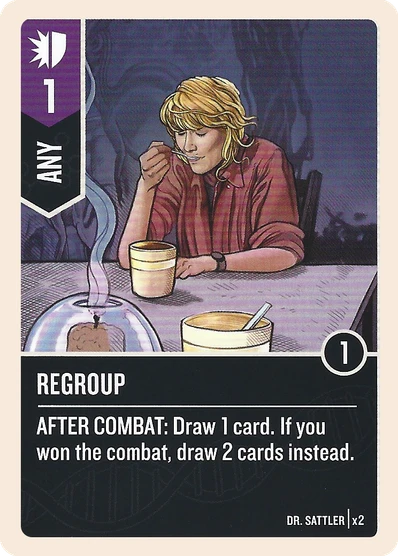 1
ANY
1
REGROUP
AFTER COMBAT: Draw 1 card. If you
won the combat, draw 2 cards instead.
DR. SATTLER x2